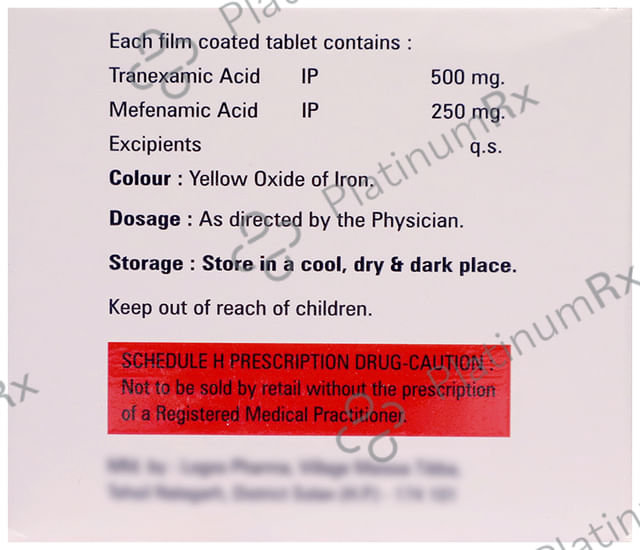 Each film coated tablet contains :
Tranexamic Acid IP 500 mg.
Mefenamic Acid IP 250 mg.
Excipients q.s.
Colour : Yellow Oxide of Iron.
Dosage : As directed by the Physician.
Storage : Store in a cool, dry & dark place.
Keep out of reach of children.
SCHEDULE H PRESCRIPTION DRUG-CAUTION :
Not to be sold by retail without the prescription
of a Registered Medical Practitioner.
PlatinumRx
PlatinumRx